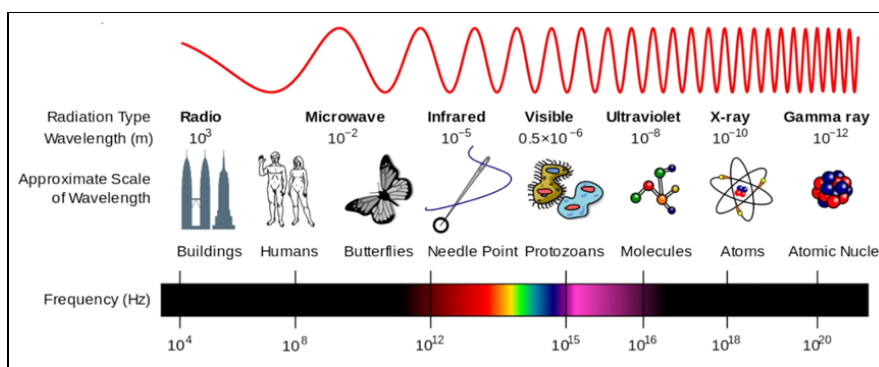 Radiation Type Radio Microwave Infrared Visible Ultraviolet X-ray Gamma ray
Wavelength (m) 10³ 10⁻² 10⁻⁵ 0.5×10⁻⁶ 10⁻⁸ 10⁻¹⁰ 10⁻¹²
Approximate Scale
of Wavelength
Buildings Humans Butterflies Needle Point Protozoans Molecules Atoms Atomic Nucle
Frequency (Hz)
10⁴ 10⁸ 10¹² 10¹⁵ 10¹⁶ 10¹⁸ 10²⁰